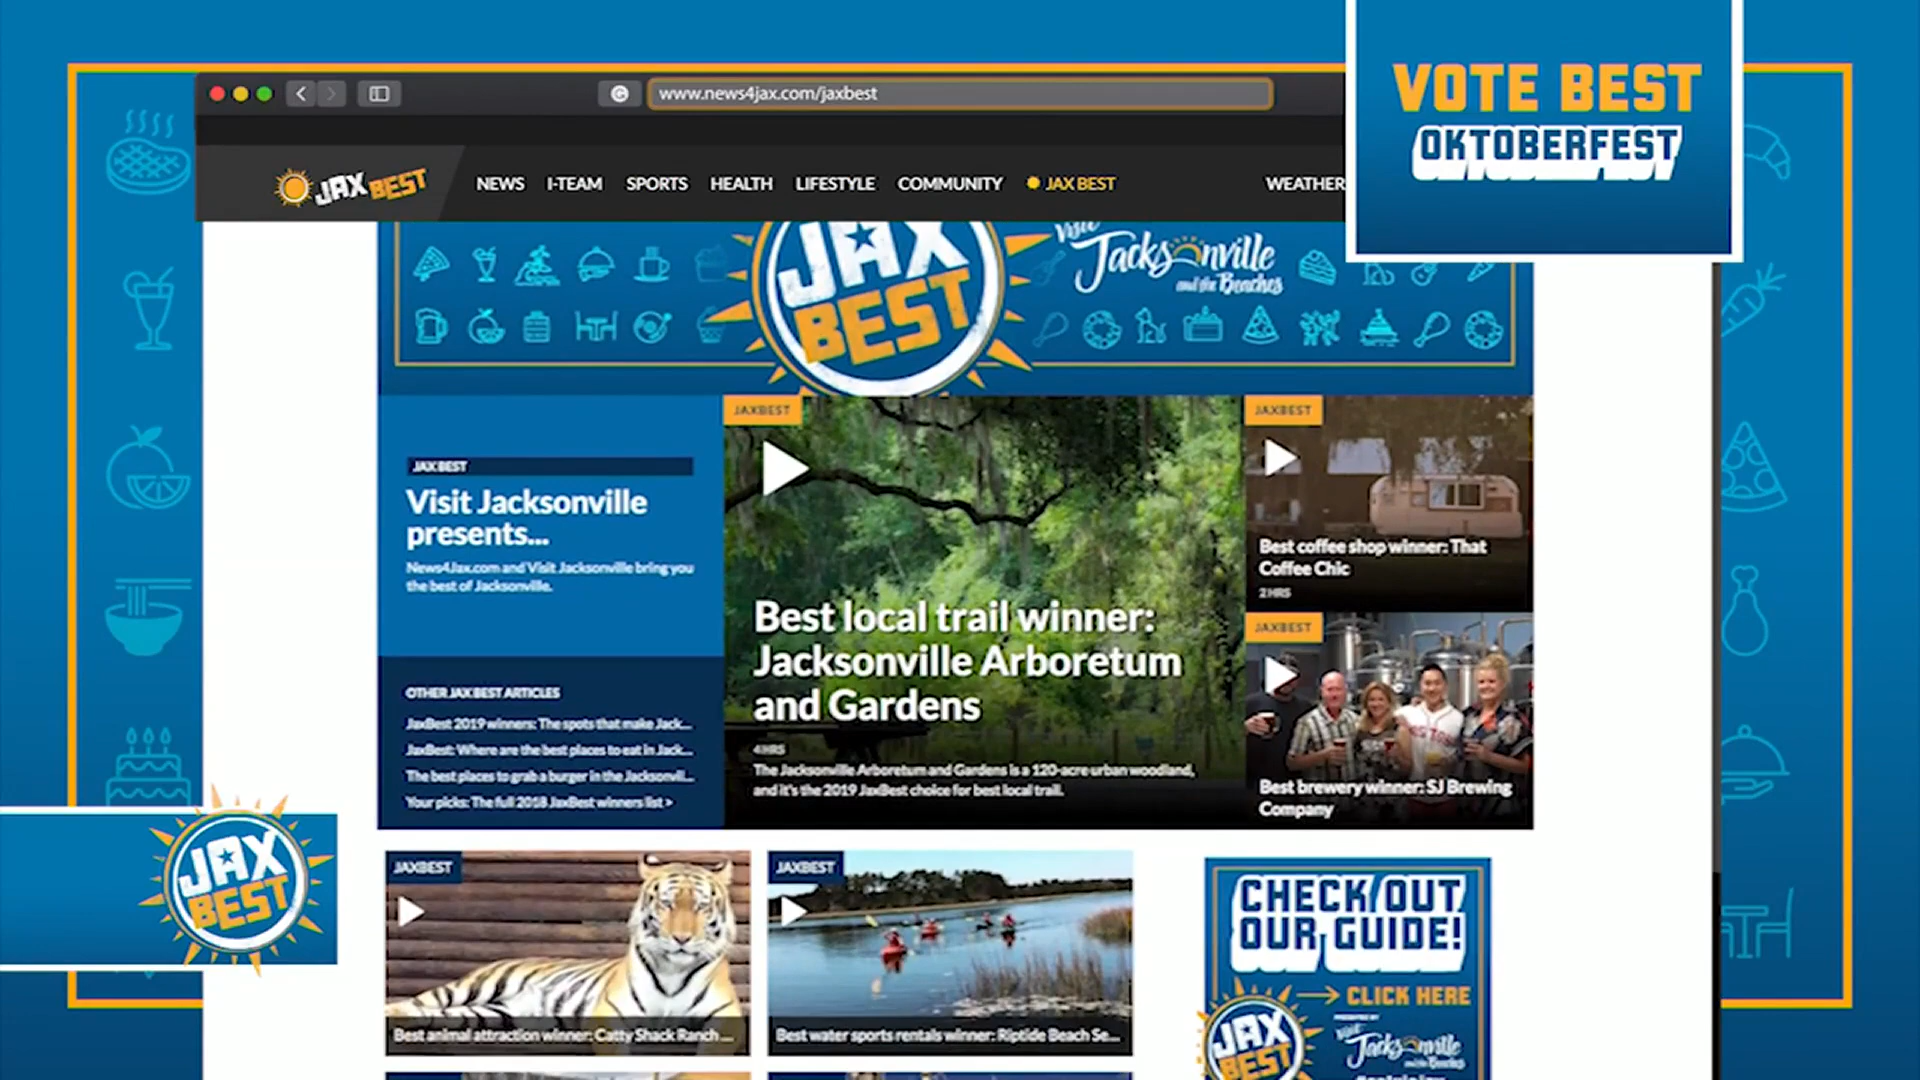 VOTE BEST
OKTOBERFEST
www.news4jax.com/jaxbest
JAX BEST
NEWS
I-TEAM
SPORTS
HEALTH
LIFESTYLE
COMMUNITY
JAX BEST
WEATHER
JAX
BEST
Visit
Jacksonville
and the Beaches
JAX BEST
Visit Jacksonville
presents...
News4Jax.com and Visit Jacksonville bring you
the best of Jacksonville.
OTHER JAX BEST ARTICLES
JaxBest 2019 winners: The spots that make Jack...
JaxBest: Where are the best places to eat in Jack...
The best places to grab a burger in the Jacksonvil...
Your picks: The full 2018 JaxBest winners list >
JAXBEST
Best local trail winner:
Jacksonville Arboretum
and Gardens
4 HRS
The Jacksonville Arboretum and Gardens is a 120-acre urban woodland,
and it's the 2019 JaxBest choice for best local trail.
JAXBEST
Best coffee shop winner: That
Coffee Chic
2 HRS
JAXBEST
Best brewery winner: SJ Brewing
Company
JAX
BEST
JAXBEST
Best animal attraction winner: Catty Shack Ranch ...
JAXBEST
Best water sports rentals winner: Riptide Beach Se...
CHECK OUT
OUR GUIDE!
CLICK HERE
PRESENTED BY
Visit
Jacksonville
and the Beaches
JAX
BEST